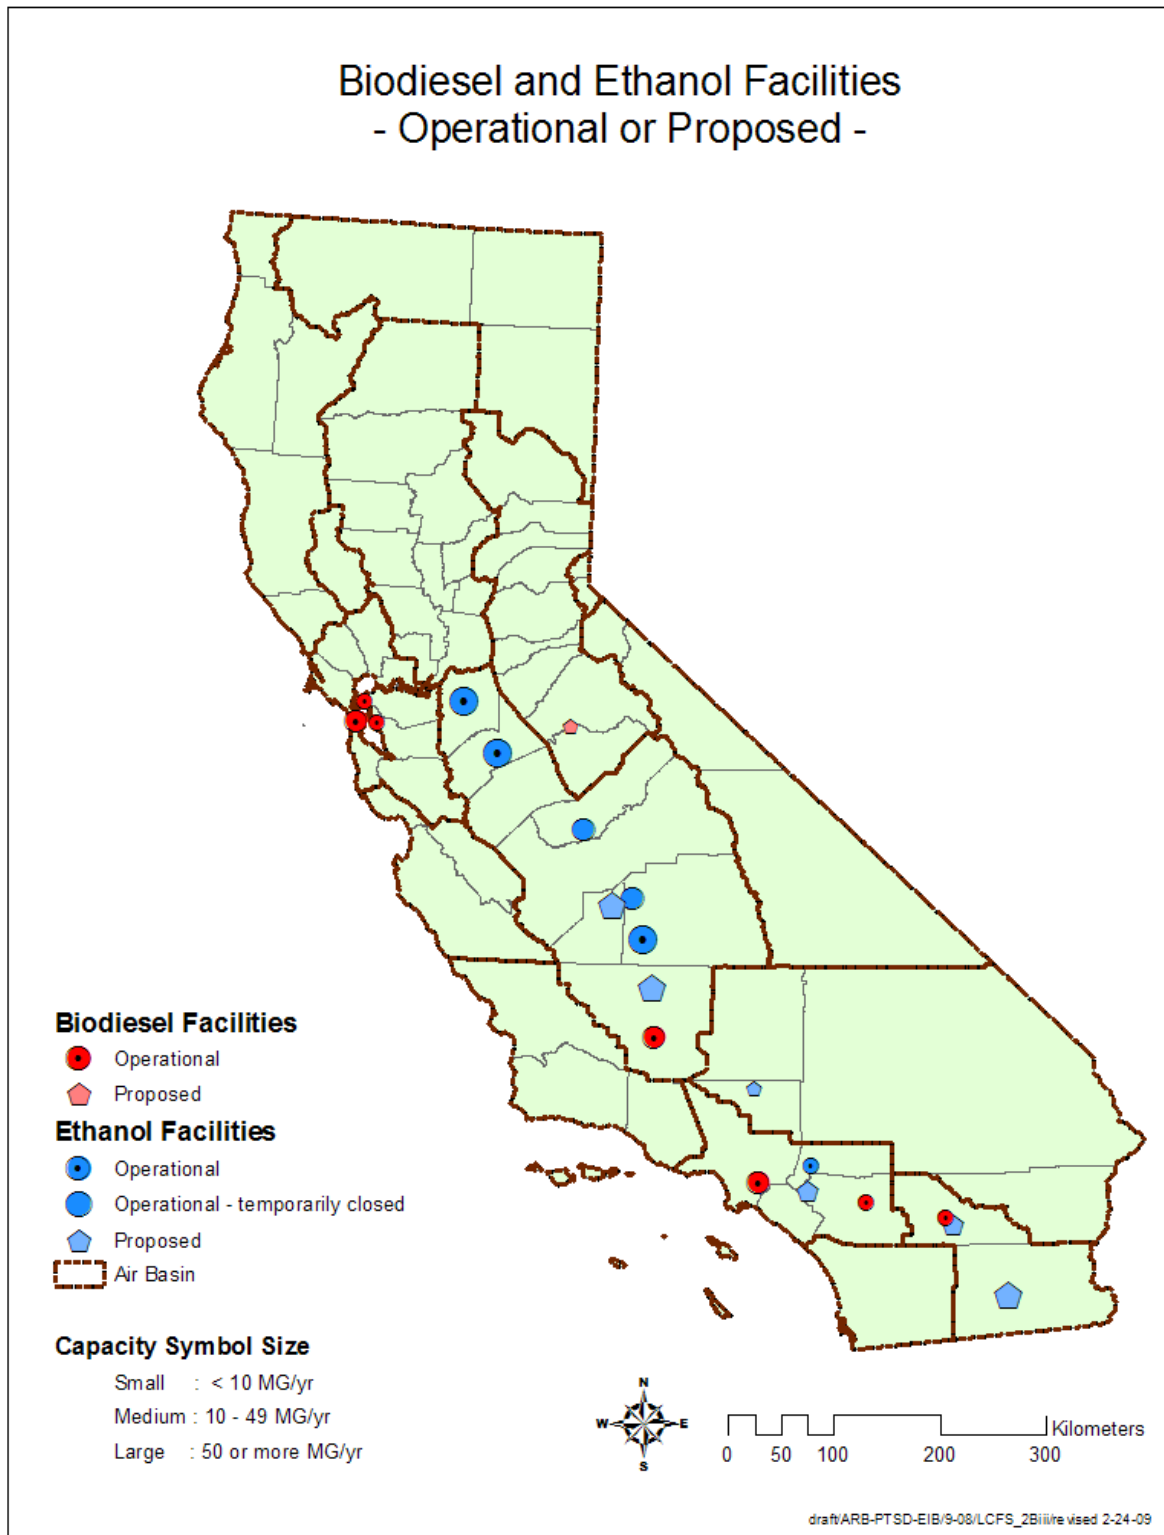 Biodiesel and Ethanol Facilities
- Operational or Proposed -
Biodiesel Facilities
Operational
Proposed
Ethanol Facilities
Operational
Operational - temporarily closed
Proposed
Air Basin
Capacity Symbol Size
Small : < 10 MG/yr
Medium : 10 - 49 MG/yr
Large : 50 or more MG/yr
N
W E
S
Kilometers
0 50 100 200 300
draft/ARB-PTSD-EIB/9-08/LCFS_2Biii/revised 2-24-09